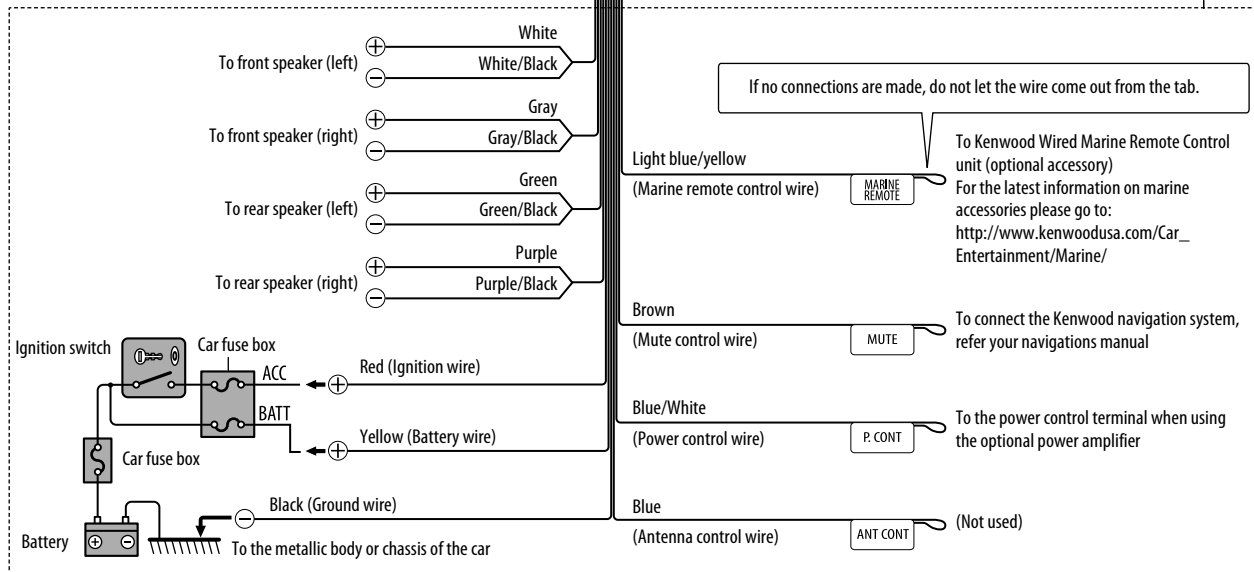 White
To front speaker (left)
White/Black
Gray
To front speaker (right)
Gray/Black
Green
To rear speaker (left)
Green/Black
Purple
To rear speaker (right)
Purple/Black
Ignition switch
Car fuse box
ACC
Red (Ignition wire)
BATT
Yellow (Battery wire)
Car fuse box
Black (Ground wire)
Battery
To the metallic body or chassis of the car
If no connections are made, do not let the wire come out from the tab.
Light blue/yellow
(Marine remote control wire)
MARINE
REMOTE
To Kenwood Wired Marine Remote Control
unit (optional accessory)
For the latest information on marine
accessories please go to:
http://www.kenwoodusa.com/Car_
Entertainment/Marine/
Brown
(Mute control wire)
MUTE
To connect the Kenwood navigation system,
refer your navigations manual
Blue/White
(Power control wire)
P. CONT
To the power control terminal when using
the optional power amplifier
Blue
(Antenna control wire)
ANT CONT
(Not used)